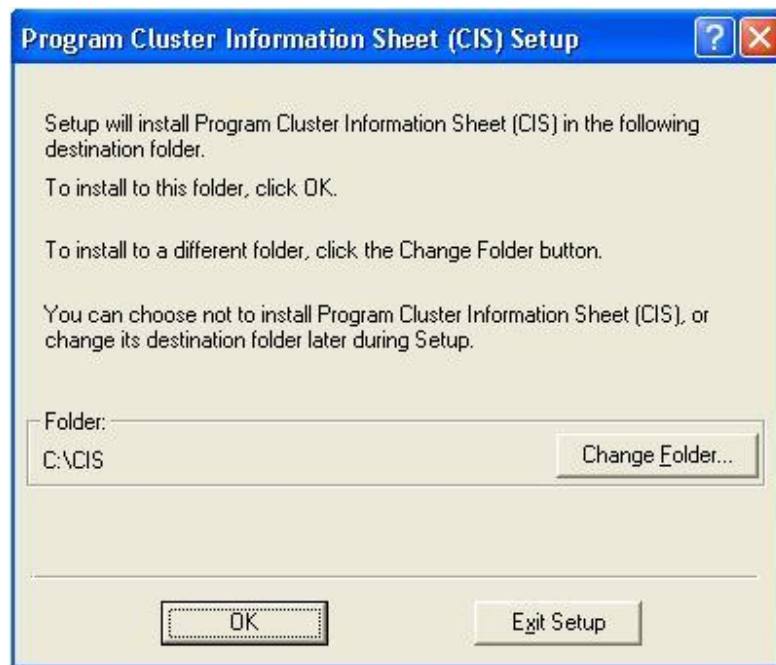 Program Cluster Information Sheet (CIS) Setup
Setup will install Program Cluster Information Sheet (CIS) in the following
destination folder.
To install to this folder, click OK.
To install to a different folder, click the Change Folder button.
You can choose not to install Program Cluster Information Sheet (CIS), or
change its destination folder later during Setup.
Folder:
C:\CIS
Change Folder...
OK
Exit Setup